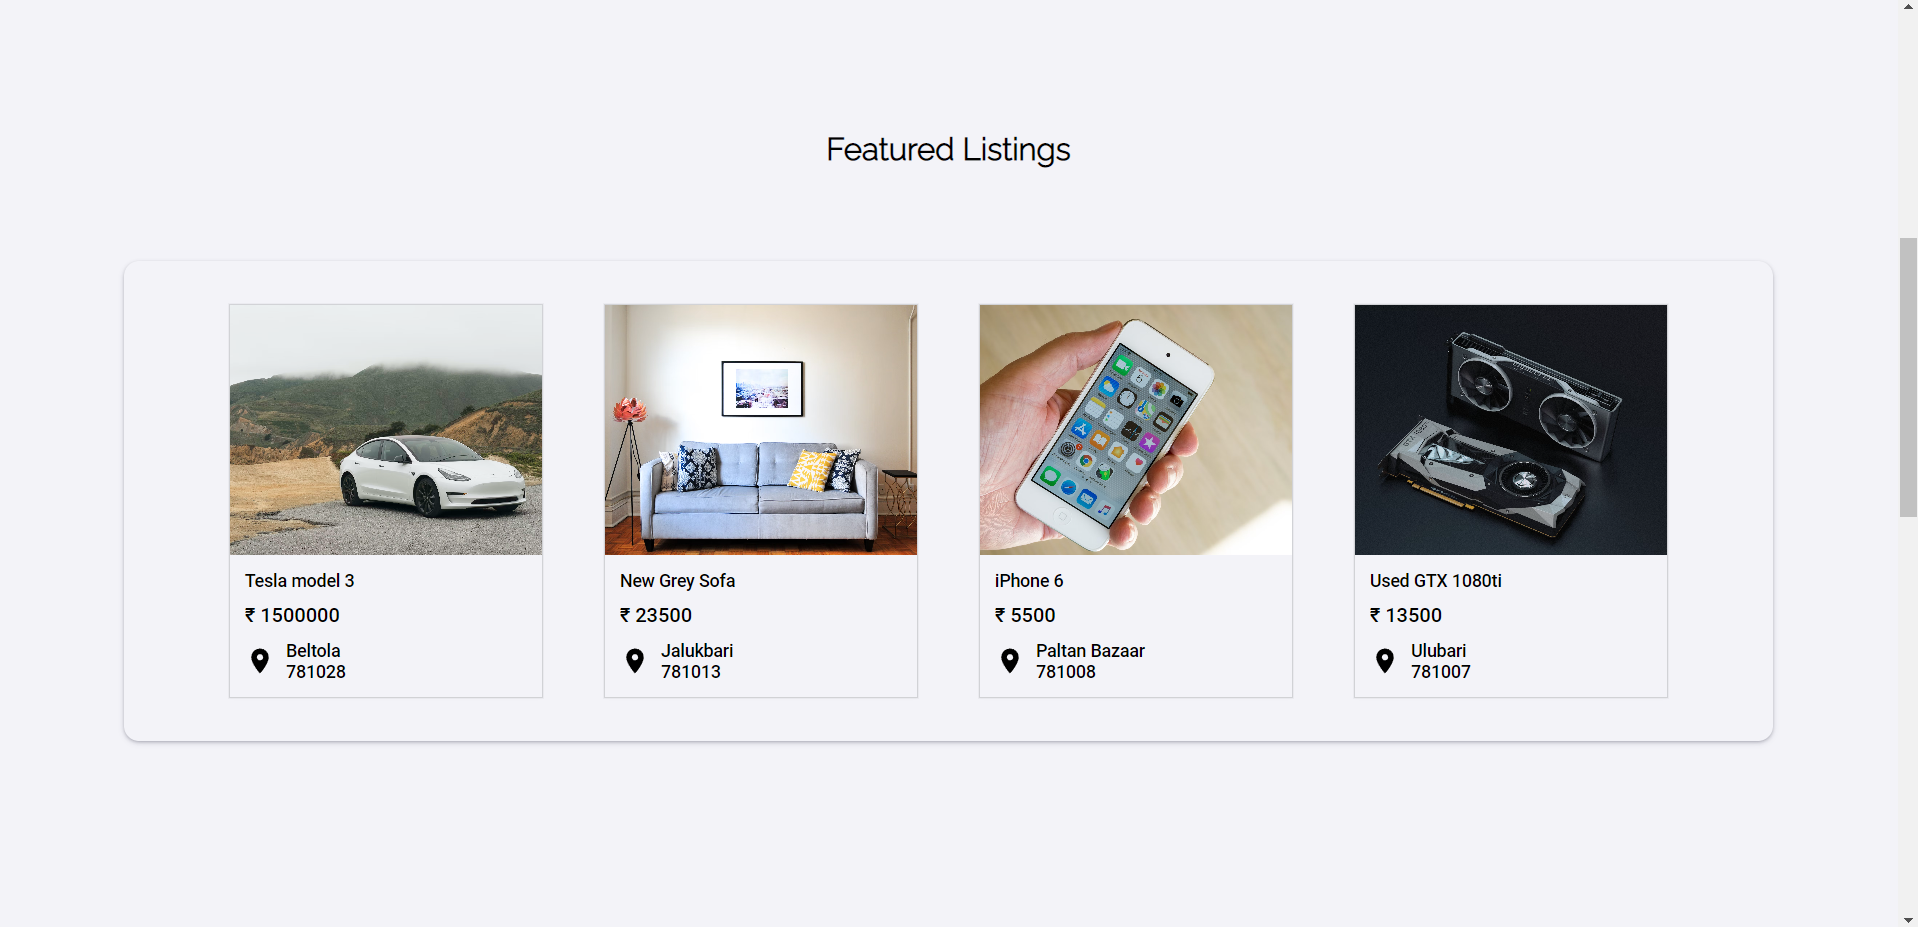 Featured Listings
Tesla model 3
₹ 1500000
Beltola
781028
New Grey Sofa
₹ 23500
Jalukbari
781013
iPhone 6
₹ 5500
Paltan Bazaar
781008
Used GTX 1080ti
₹ 13500
Ulubari
781007